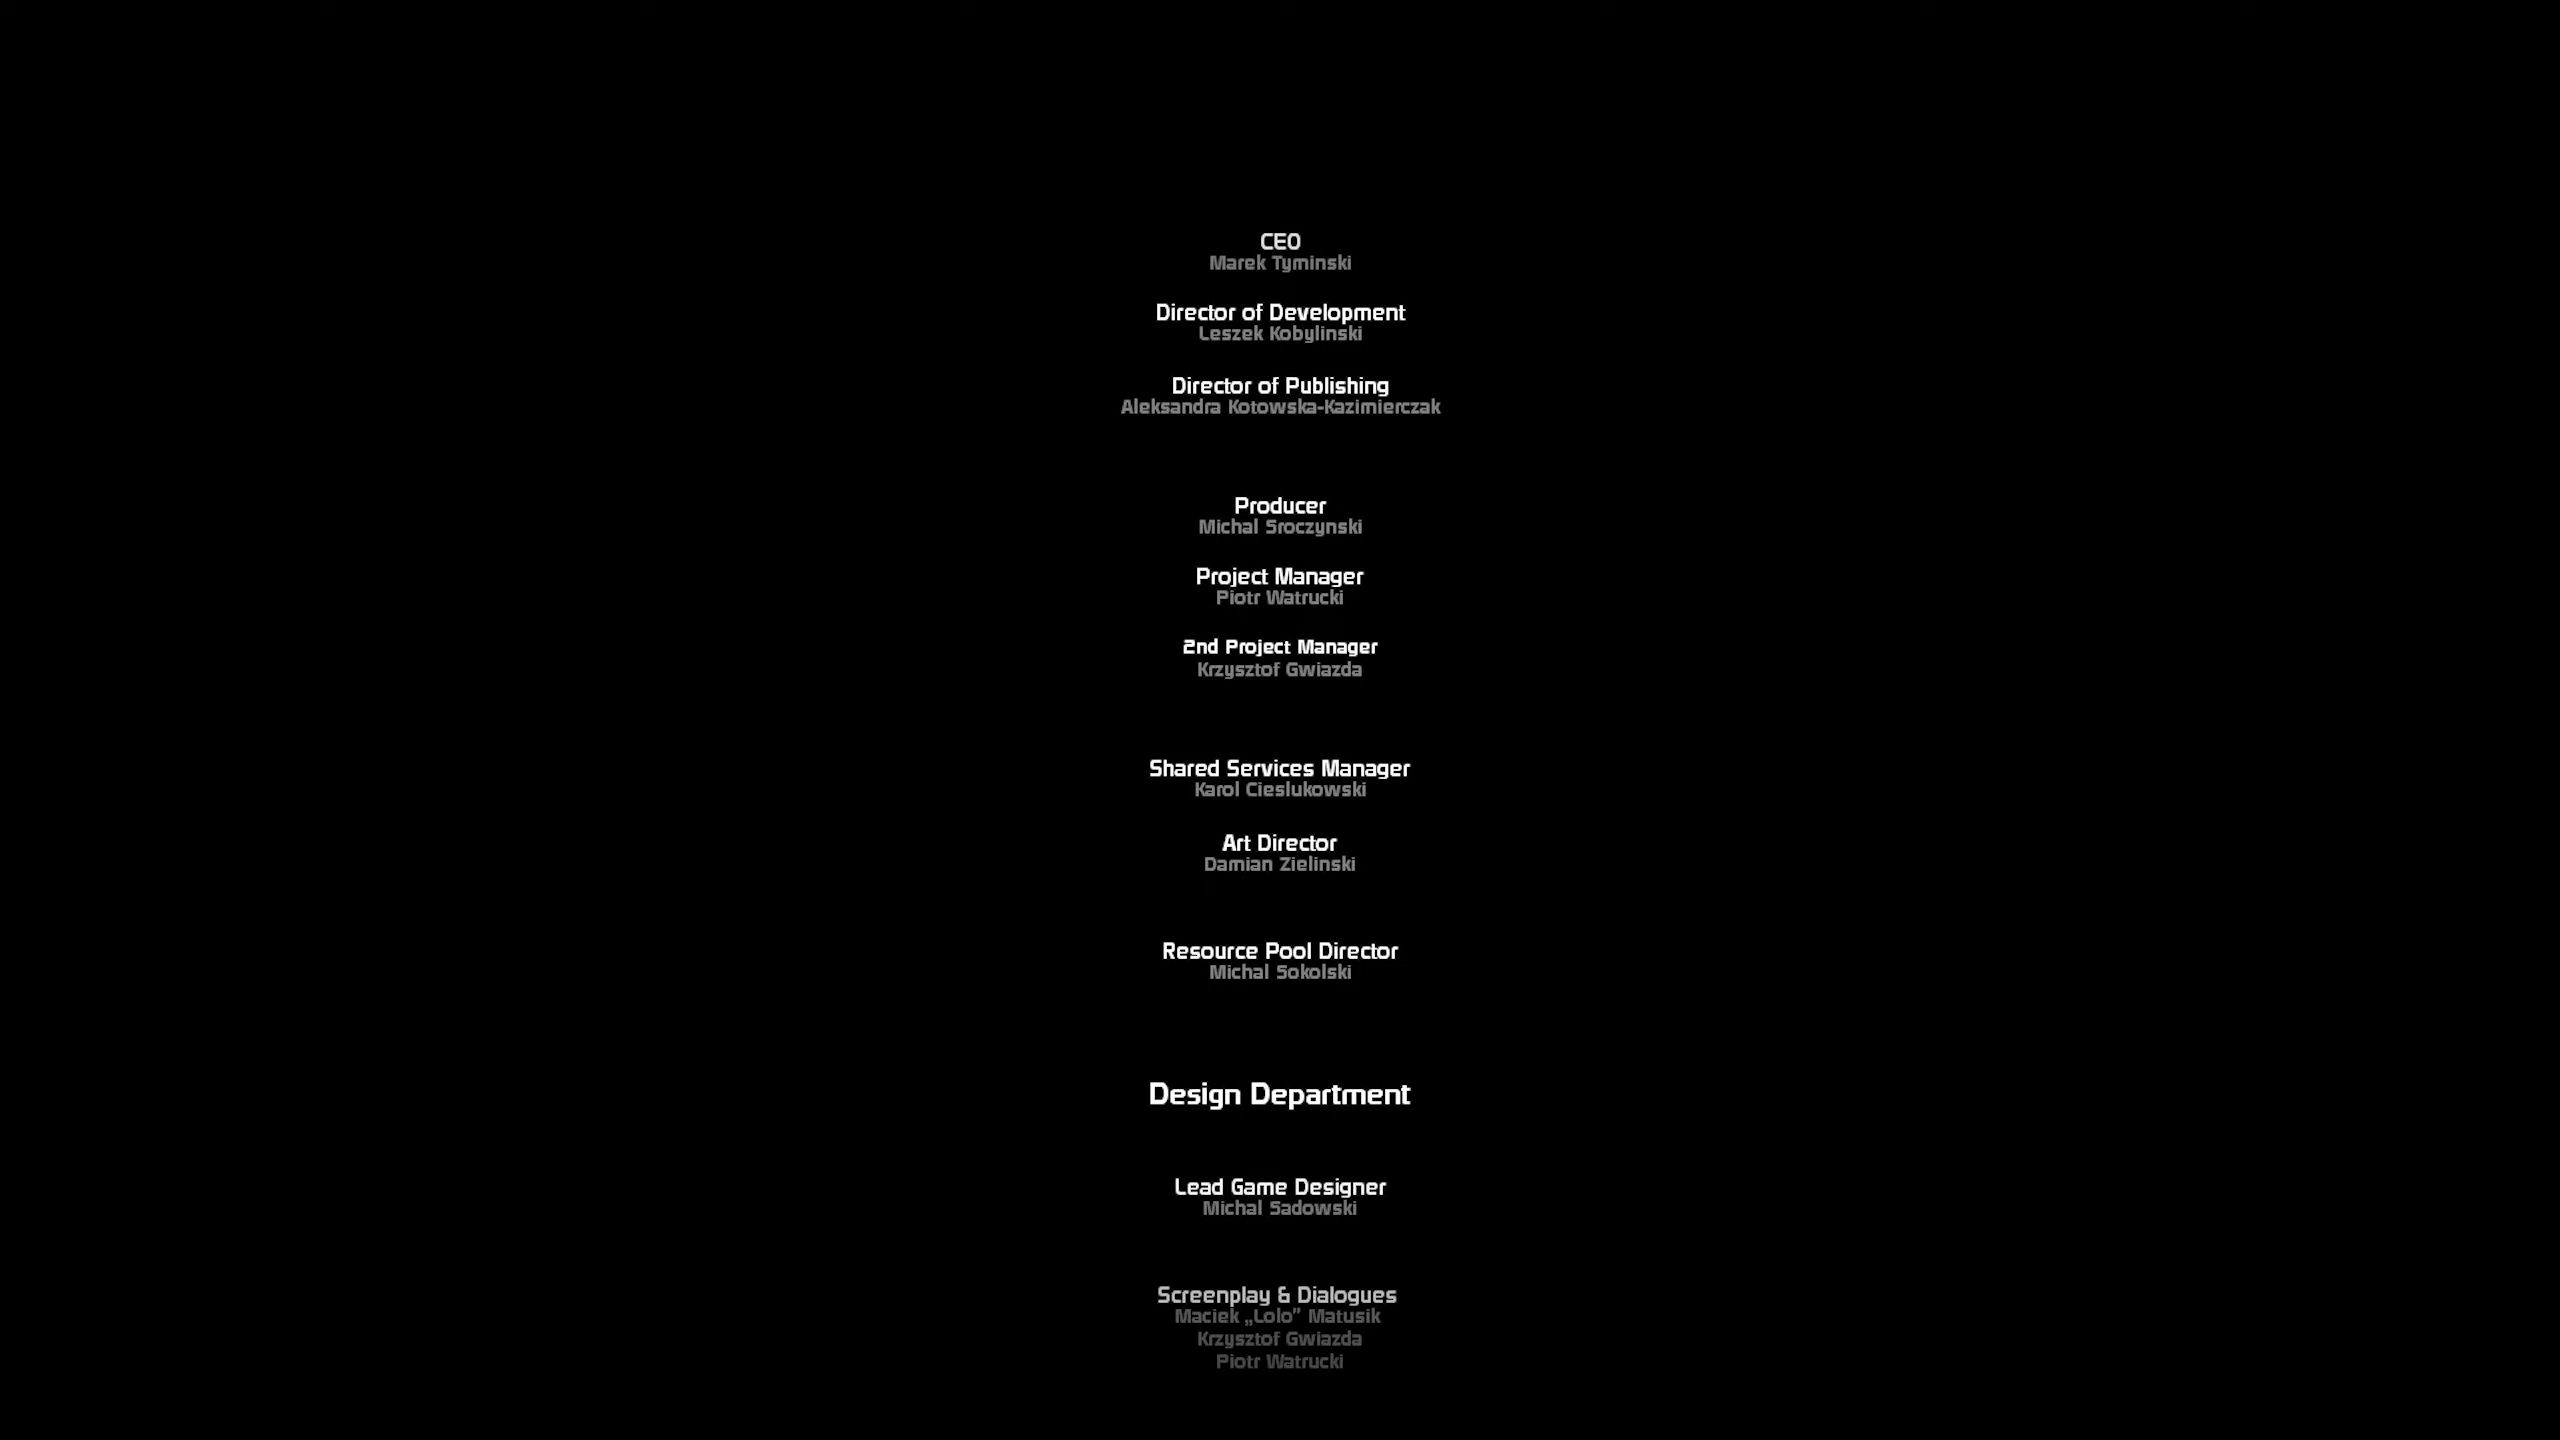 CEO
Marek Tyminski
Director of Development
Leszek Kobylinski
Director of Publishing
Aleksandra Kotowska-Kazimierczak
Producer
Michal Sroczynski
Project Manager
Piotr Watrucki
2nd Project Manager
Krzysztof Gwiazda
Shared Services Manager
Karol Cieslukowski
Art Director
Damian Zielinski
Resource Pool Director
Michal Sokolski
Design Department
Lead Game Designer
Michal Sadowski
Screenplay & Dialogues
Maciek „Lolo” Matusik
Krzysztof Gwiazda
Piotr Watrucki